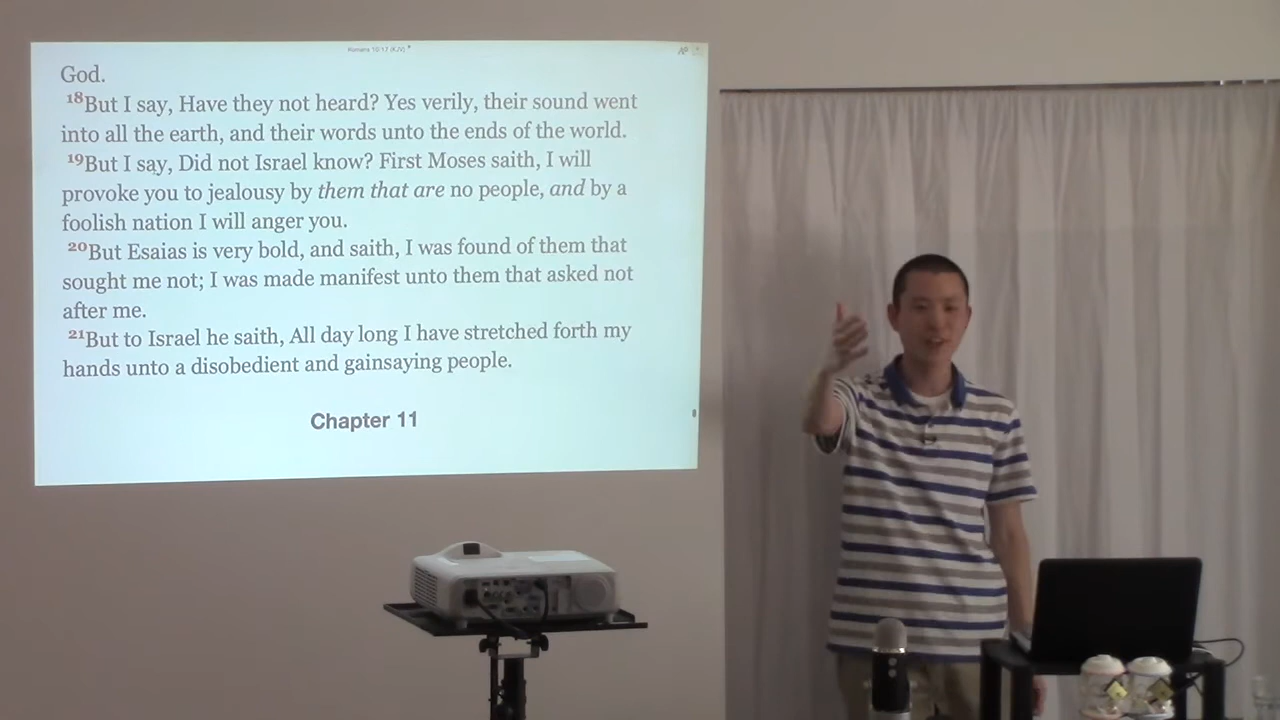 Romans 10:17 (KJV)
God.
18But I say, Have they not heard? Yes verily, their sound went
into all the earth, and their words unto the ends of the world.
19But I say, Did not Israel know? First Moses saith, I will
provoke you to jealousy by them that are no people, and by a
foolish nation I will anger you.
20But Esaias is very bold, and saith, I was found of them that
sought me not; I was made manifest unto them that asked not
after me.
21But to Israel he saith, All day long I have stretched forth my
hands unto a disobedient and gainsaying people.
Chapter 11